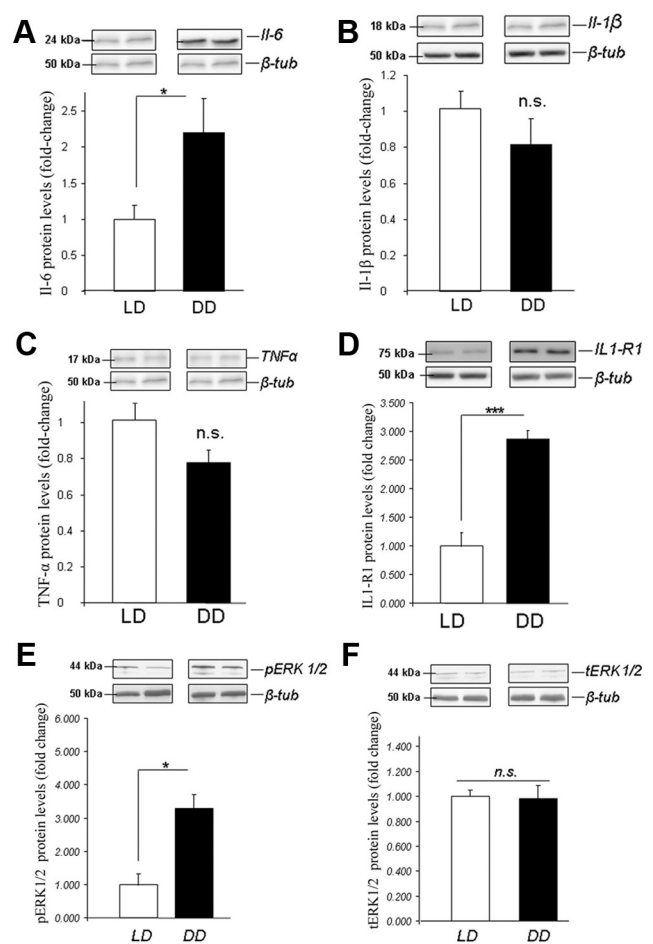 A
24 kDa
Il-6
50 kDa
β-tub
Il-6 protein levels (fold-change)
2.5
2
1.5
1
0.5
0
*
LD DD
B
18 kDa
Il-1β
50 kDa
β-tub
Il-1β protein levels (fold-change)
1.2
1
0.8
0.6
0.4
0.2
0
n.s.
LD DD
C
17 kDa
TNFα
50 kDa
β-tub
TNF-α protein levels (fold-change)
1
0.8
0.6
0.4
0.2
0
n.s.
LD DD
D
75 kDa
IL1-R1
50 kDa
β-tub
IL1-R1 protein levels (fold change)
3.500
3.000
2.500
2.000
1.500
1.000
0.500
0.000
***
LD DD
E
44 kDa
pERK 1/2
50 kDa
β-tub
pERK1/2 protein levels (fold change)
6.000
5.000
4.000
3.000
2.000
1.000
0.000
*
LD DD
F
44 kDa
tERK1/2
50 kDa
β-tub
tERK1/2 protein levels (fold change)
1.400
1.200
1.000
0.800
0.600
0.400
0.200
0.000
n.s.
LD DD